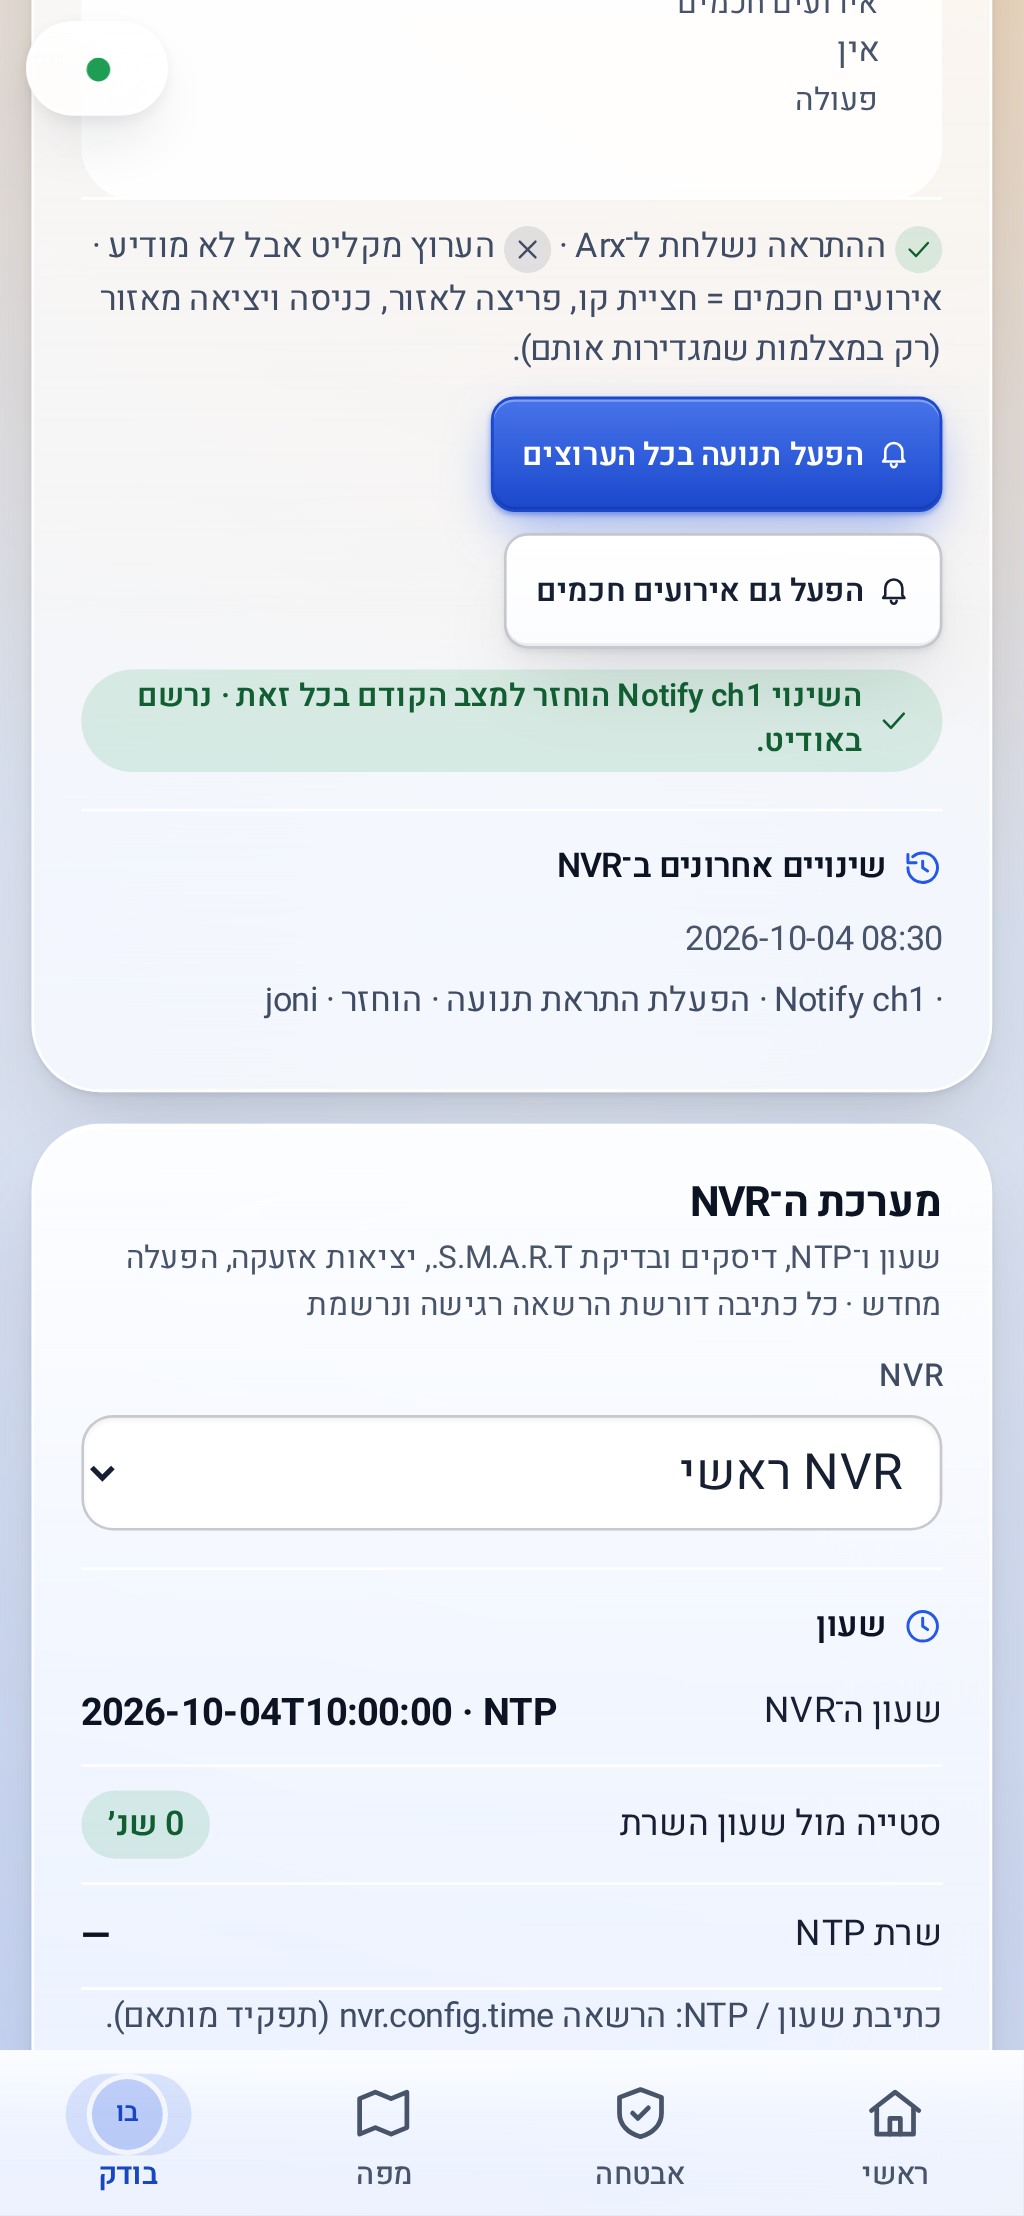 אירועים חכמים
אין
פעולה
ההתראה נשלחת ל־Arx · הערוץ מקליט אבל לא מודיע ·
אירועים חכמים = חציית קו, פריצה לאזור, כניסה ויציאה מאזור
(רק במצלמות שמגדירות אותם).
הפעל תנועה בכל הערוצים
הפעל גם אירועים חכמים
השינוי Notify ch1 הוחזר למצב הקודם בכל זאת · נרשם
באודיט.
שינויים אחרונים ב־NVR
2026-10-04 08:30
· Notify ch1 · הפעלת התראת תנועה · הוחזר · joni
מערכת ה־NVR
שעון ו־NTP, דיסקים ובדיקת S.M.A.R.T., יציאות אזעקה, הפעלה
מחדש · כל כתיבה דורשת הרשאה רגישה ונרשמת
NVR
NVR ראשי
שעון
שעון ה־NVR
2026-10-04T10:00:00 · NTP
סטייה מול שעון השרת
0 שנ׳
שרת NTP
—
כתיבת שעון / NTP: הרשאה nvr.config.time (תפקיד מותאם).
ראשי
אבטחה
מפה
בו
בודק